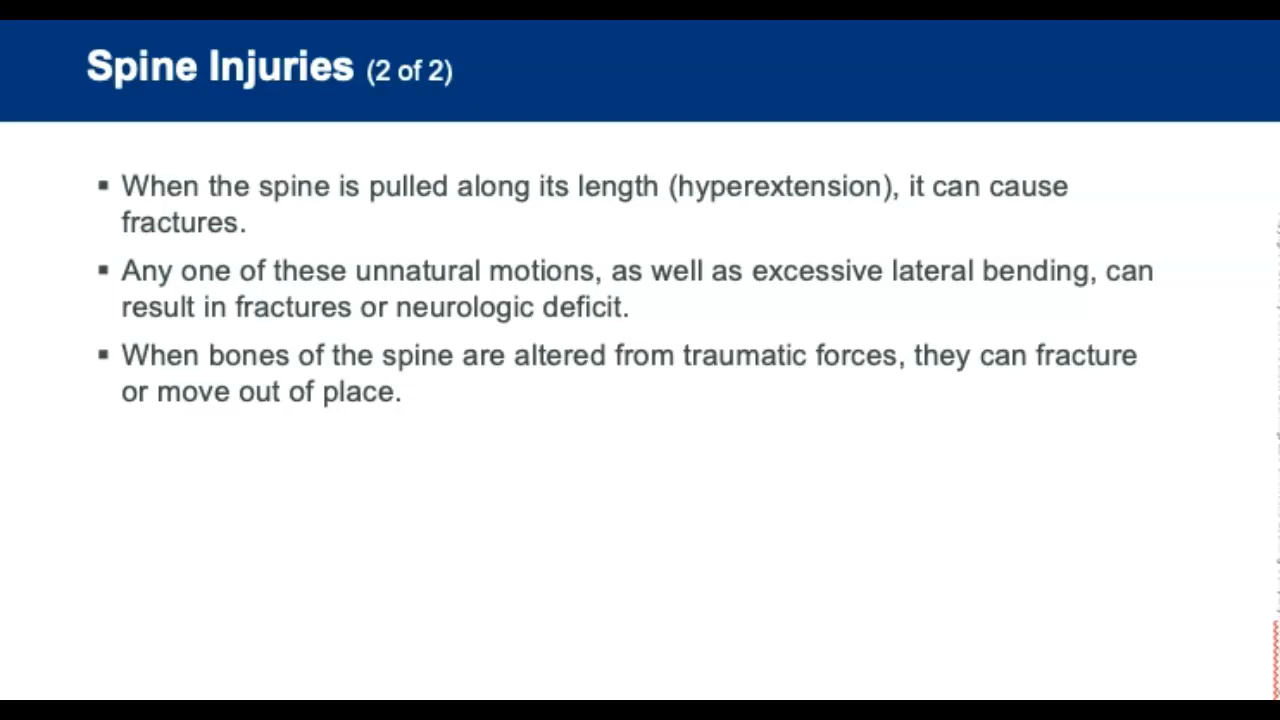 Spine Injuries (2 of 2)
▪ When the spine is pulled along its length (hyperextension), it can cause
fractures.
▪ Any one of these unnatural motions, as well as excessive lateral bending, can
result in fractures or neurologic deficit.
▪ When bones of the spine are altered from traumatic forces, they can fracture
or move out of place.